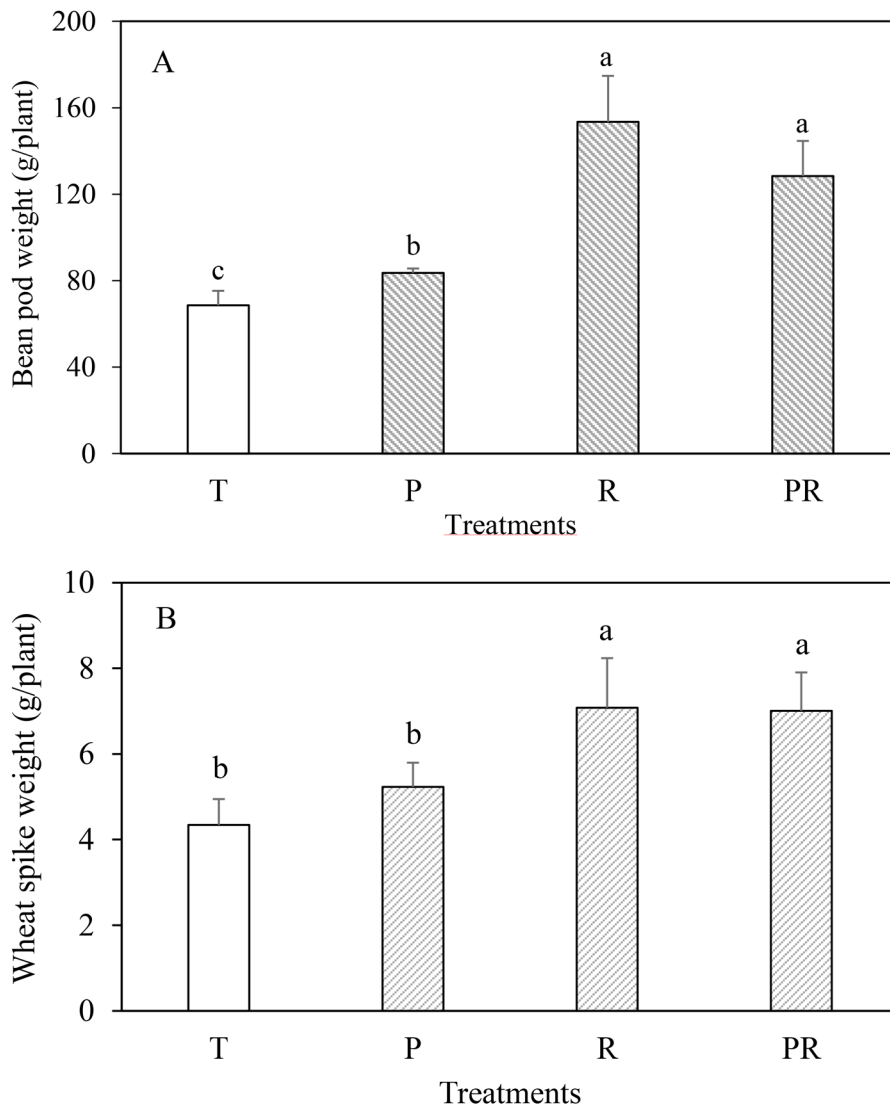 200
A
a
160
a
120
b
80
c
40
0
Bean pod weight (g/plant)
T P R PR
Treatments
10
B
a
a
8
b
b
6
4
2
0
Wheat spike weight (g/plant)
T P R PR
Treatments